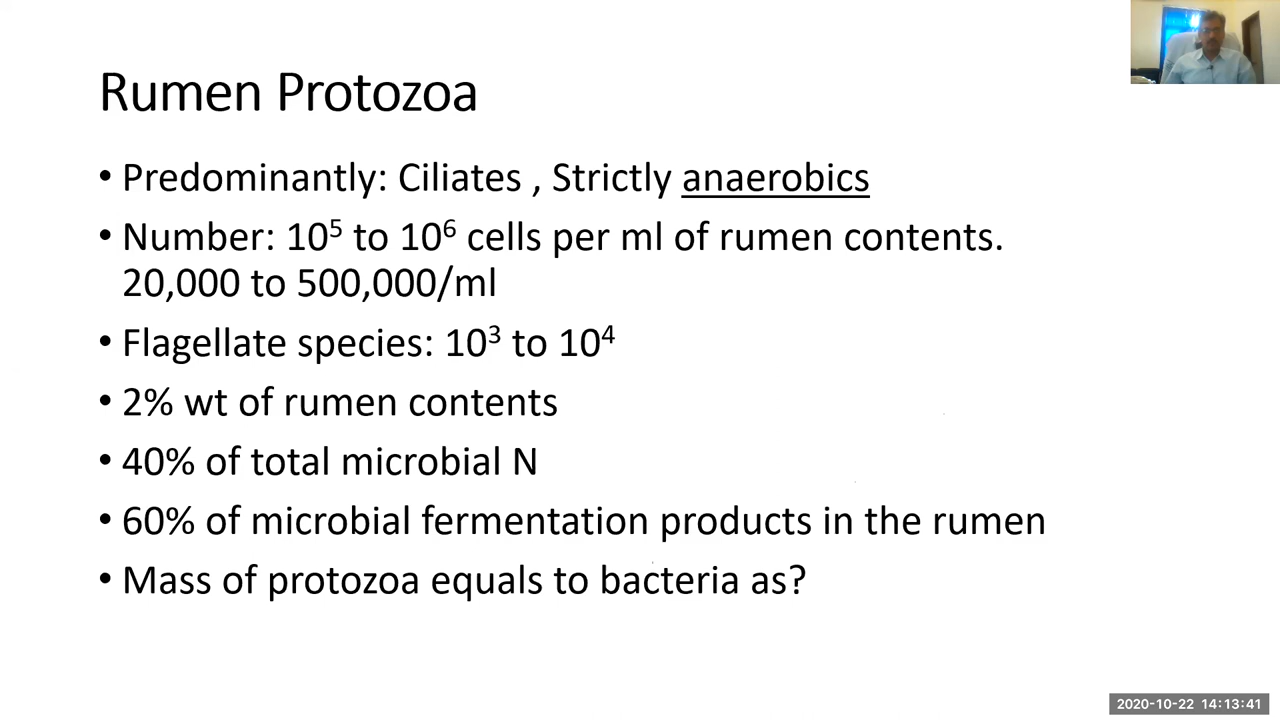 Rumen Protozoa
• Predominantly: Ciliates , Strictly anaerobics
• Number: 10⁵ to 10⁶ cells per ml of rumen contents.
20,000 to 500,000/ml
• Flagellate species: 10³ to 10⁴
• 2% wt of rumen contents
• 40% of total microbial N
• 60% of microbial fermentation products in the rumen
• Mass of protozoa equals to bacteria as?
2020-10-22 14:13:41